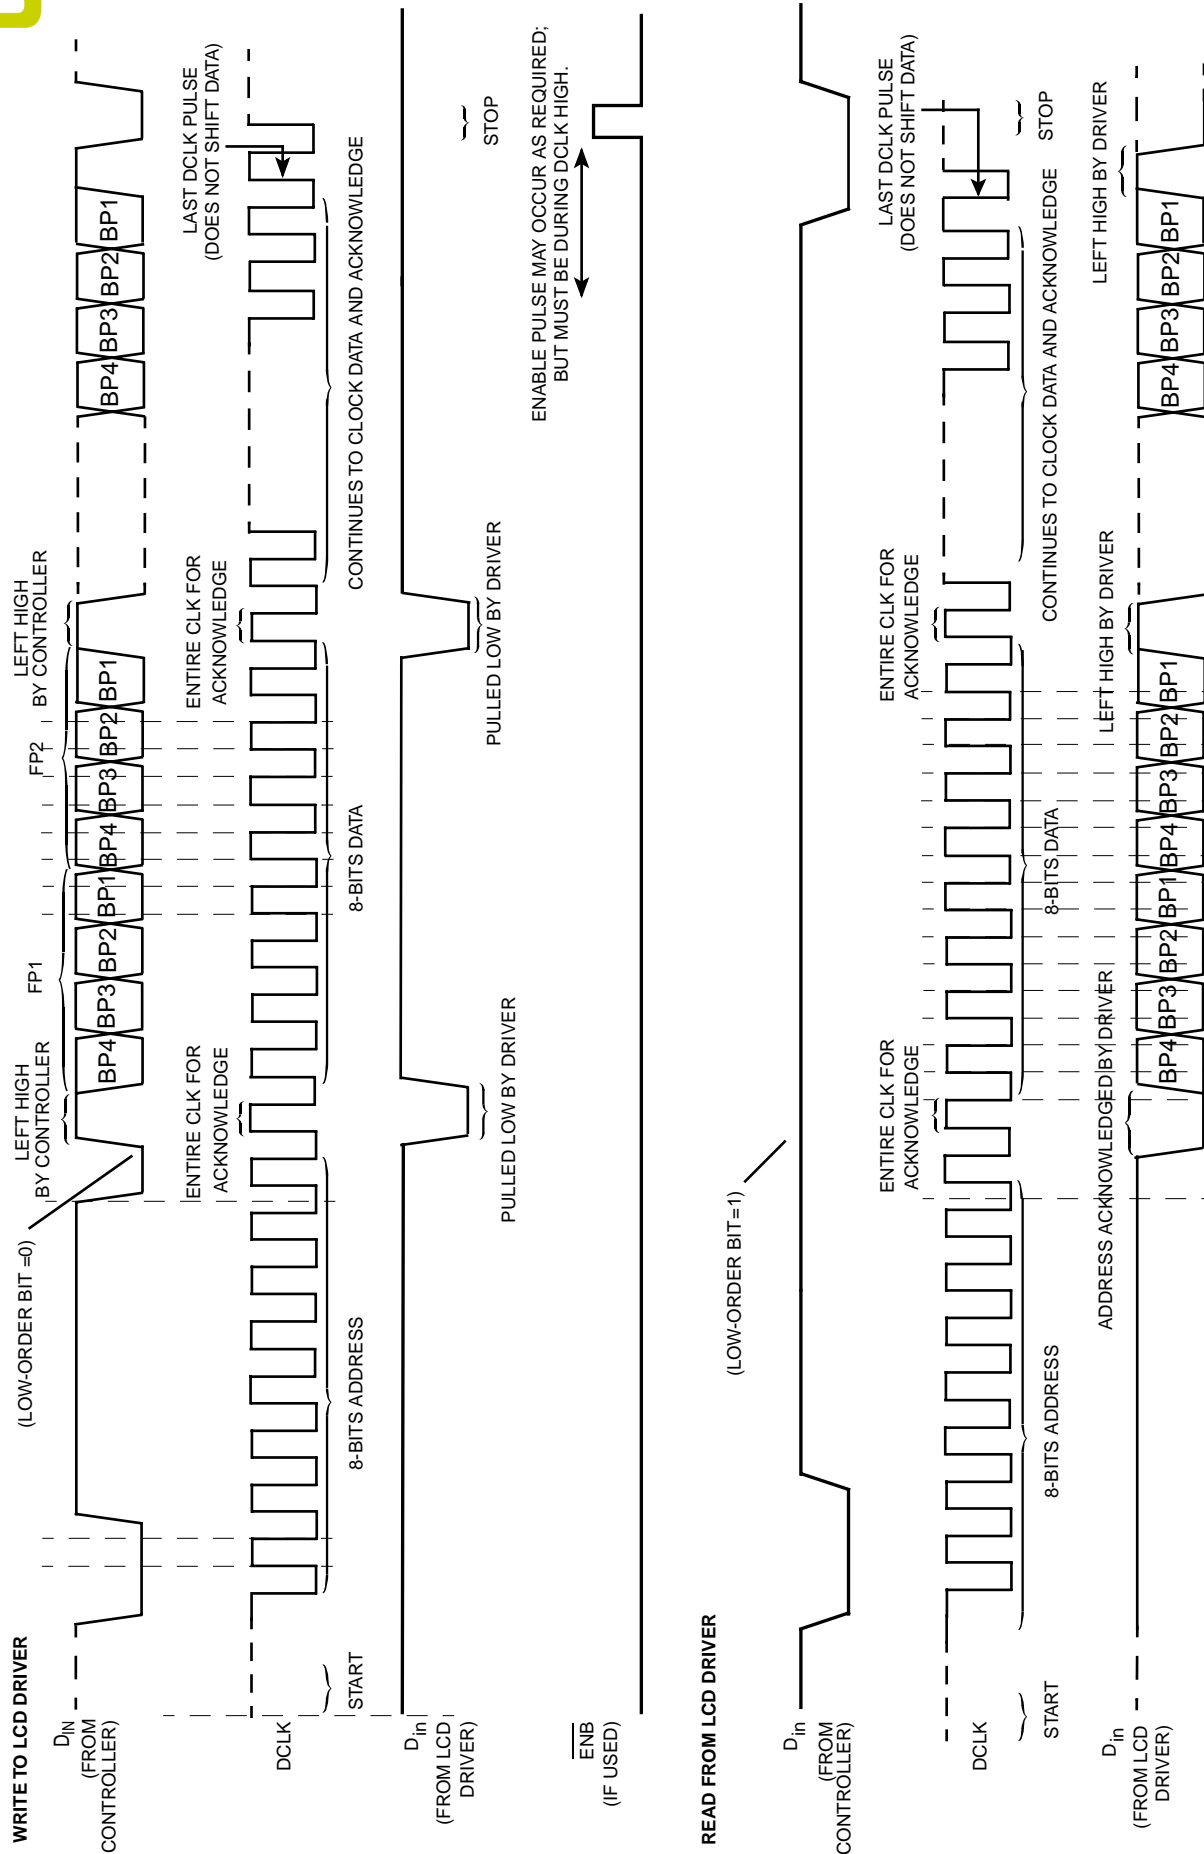 WRITE TO LCD DRIVER
DIN
(FROM
CONTROLLER)
(LOW-ORDER BIT =0)
LEFT HIGH
BY CONTROLLER
FP1
FP2
LEFT HIGH
BY CONTROLLER
BP4 BP3 BP2 BP1 BP4 BP3 BP2 BP1
BP4 BP3 BP2 BP1
DCLK
START
8-BITS ADDRESS
ENTIRE CLK FOR
ACKNOWLEDGE
8-BITS DATA
ENTIRE CLK FOR
ACKNOWLEDGE
CONTINUES TO CLOCK DATA AND ACKNOWLEDGE
LAST DCLK PULSE
(DOES NOT SHIFT DATA)
STOP
Din
(FROM LCD
DRIVER)
PULLED LOW BY DRIVER
PULLED LOW BY DRIVER
ENB
(IF USED)
ENABLE PULSE MAY OCCUR AS REQUIRED;
BUT MUST BE DURING DCLK HIGH.
READ FROM LCD DRIVER
Din
(FROM
CONTROLLER)
(LOW-ORDER BIT=1)
DCLK
START
8-BITS ADDRESS
ENTIRE CLK FOR
ACKNOWLEDGE
8-BITS DATA
ENTIRE CLK FOR
ACKNOWLEDGE
CONTINUES TO CLOCK DATA AND ACKNOWLEDGE
LAST DCLK PULSE
(DOES NOT SHIFT DATA)
STOP
Din
(FROM LCD
DRIVER)
ADDRESS ACKNOWLEDGED BY DRIVER
LEFT HIGH BY DRIVER
LEFT HIGH BY DRIVER
BP4 BP3 BP2 BP1 BP4 BP3 BP2 BP1
BP4 BP3 BP2 BP1